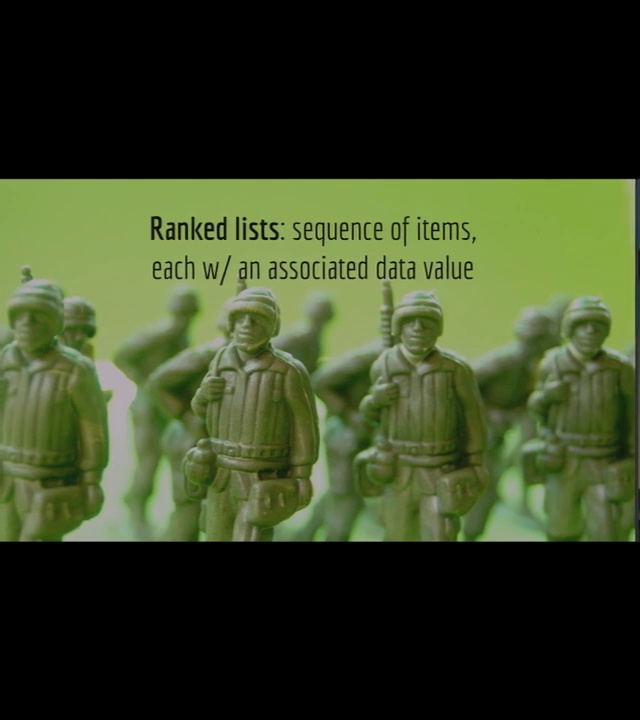 Ranked lists: sequence of items,
each w/ an associated data value